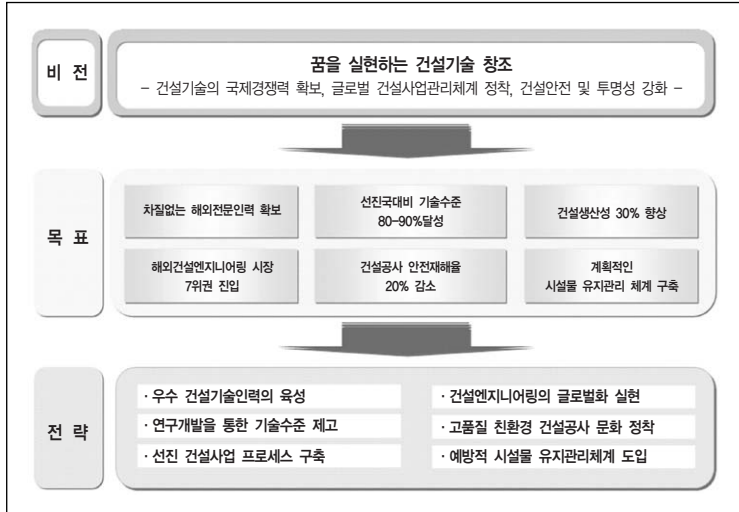 비 전
꿈을 실현하는 건설기술 창조
- 건설기술의 국제경쟁력 확보, 글로벌 건설사업관리체계 정착, 건설안전 및 투명성 강화 -
목 표
차질없는 해외전문인력 확보
선진국대비 기술수준
80-90%달성
건설생산성 30% 향상
해외건설엔지니어링 시장
7위권 진입
건설공사 안전재해율
20% 감소
계획적인
시설물 유지관리 체계 구축
전 략
· 우수 건설기술인력의 육성
· 건설엔지니어링의 글로벌화 실현
· 연구개발을 통한 기술수준 제고
· 고품질 친환경 건설공사 문화 정착
· 선진 건설사업 프로세스 구축
· 예방적 시설물 유지관리체계 도입